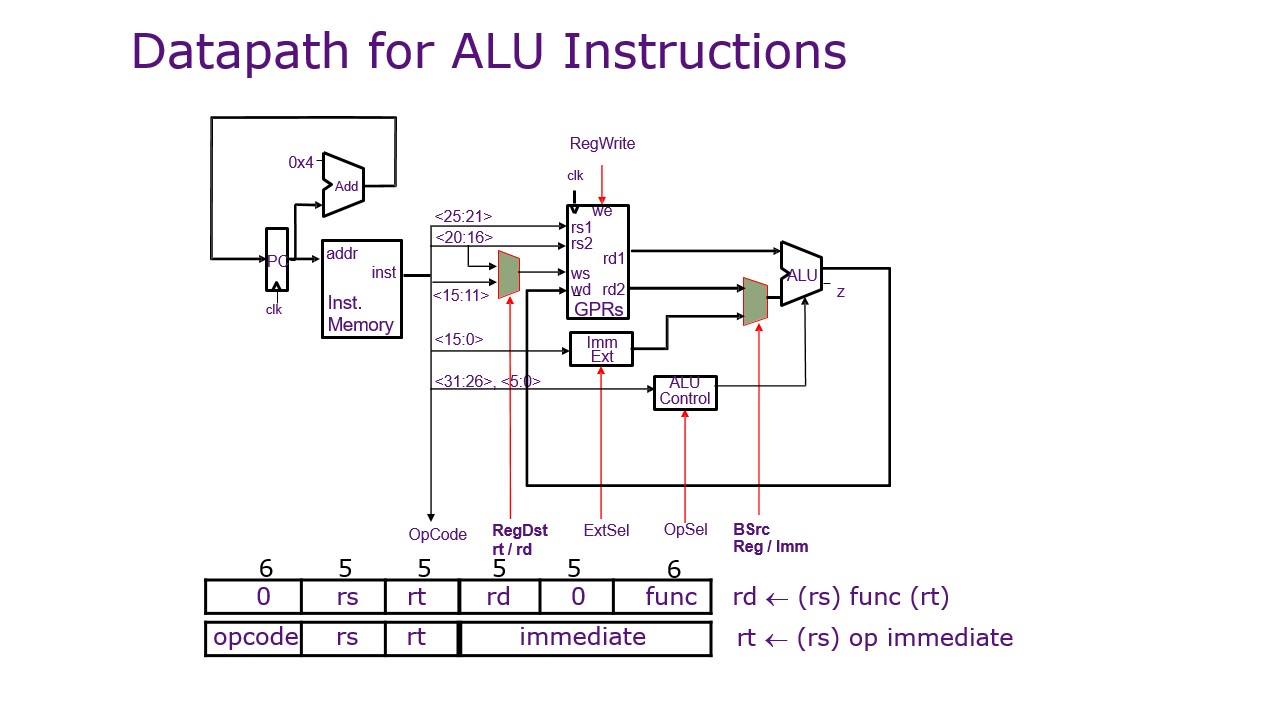 Datapath for ALU Instructions
RegWrite
0x4
Add
clk
we
<25:21>
rs1
<20:16>
rs2
addr
PC
rd1
inst
ws
ALU
<15:11>
wd
rd2
z
clk
Inst.
Memory
GPRs
<15:0>
Imm
Ext
<31:26>, <5:0>
ALU
Control
OpCode
RegDst
rt / rd
ExtSel
OpSel
BSrc
Reg / Imm
6 5 5 5 5 6
0 rs rt rd 0 func
rd ← (rs) func (rt)
opcode rs rt immediate
rt ← (rs) op immediate